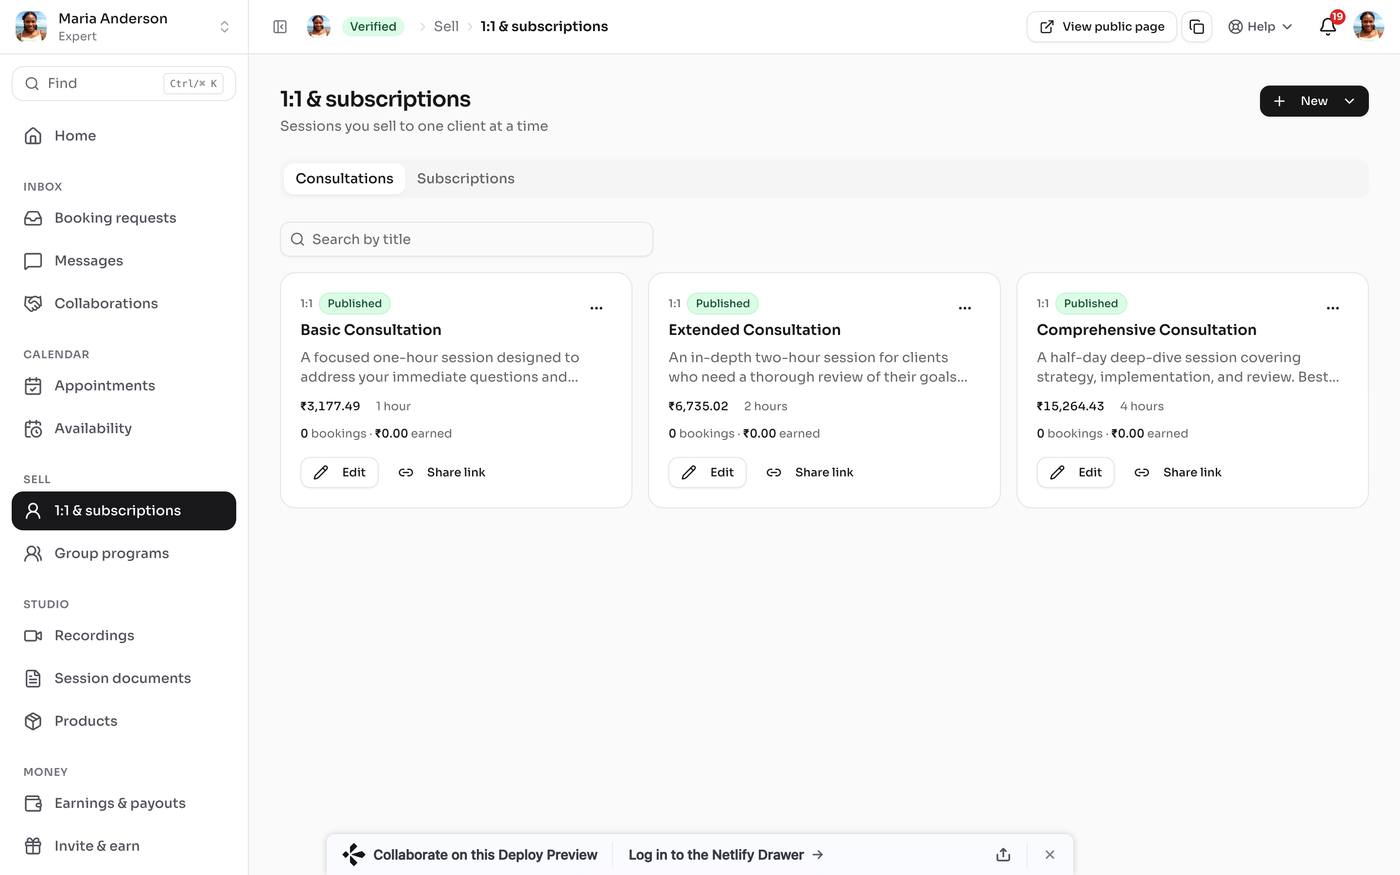 Maria Anderson
Expert
Verified
Sell
1:1 & subscriptions
View public page
Help
19
Find
Ctrl/⌘ K
Home
INBOX
Booking requests
Messages
Collaborations
CALENDAR
Appointments
Availability
SELL
1:1 & subscriptions
Group programs
STUDIO
Recordings
Session documents
Products
MONEY
Earnings & payouts
Invite & earn
1:1 & subscriptions
Sessions you sell to one client at a time
New
Consultations
Subscriptions
Search by title
1:1 Published
Basic Consultation
A focused one-hour session designed to
address your immediate questions and...
₹3,177.49 1 hour
0 bookings · ₹0.00 earned
Edit
Share link
1:1 Published
Extended Consultation
An in-depth two-hour session for clients
who need a thorough review of their goals...
₹6,735.02 2 hours
0 bookings · ₹0.00 earned
Edit
Share link
1:1 Published
Comprehensive Consultation
A half-day deep-dive session covering
strategy, implementation, and review. Best...
₹15,264.43 4 hours
0 bookings · ₹0.00 earned
Edit
Share link
Collaborate on this Deploy Preview
Log in to the Netlify Drawer →